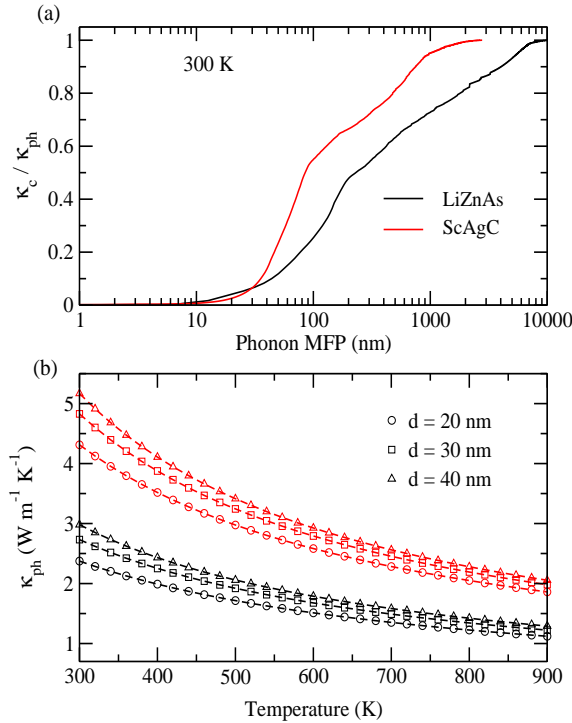 (a)
300 K
κc / κph
1
0.8
0.6
0.4
0.2
0
LiZnAs
ScAgC
1 10 100 1000 10000
Phonon MFP (nm)
(b)
κph (W m⁻¹ K⁻¹)
5
4
3
2
1
d = 20 nm
d = 30 nm
d = 40 nm
300 400 500 600 700 800 900
Temperature (K)